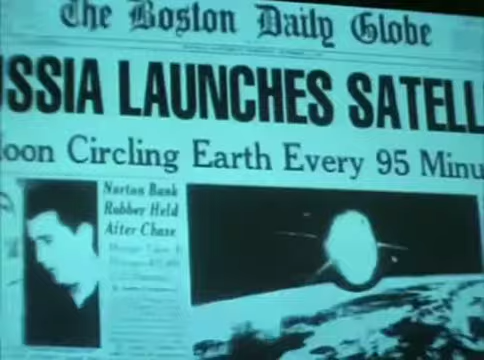 The Boston Daily Globe
SSIA LAUNCHES SATELL
oon Circling Earth Every 95 Minu
Norton Bank
Robber Held
After Chase